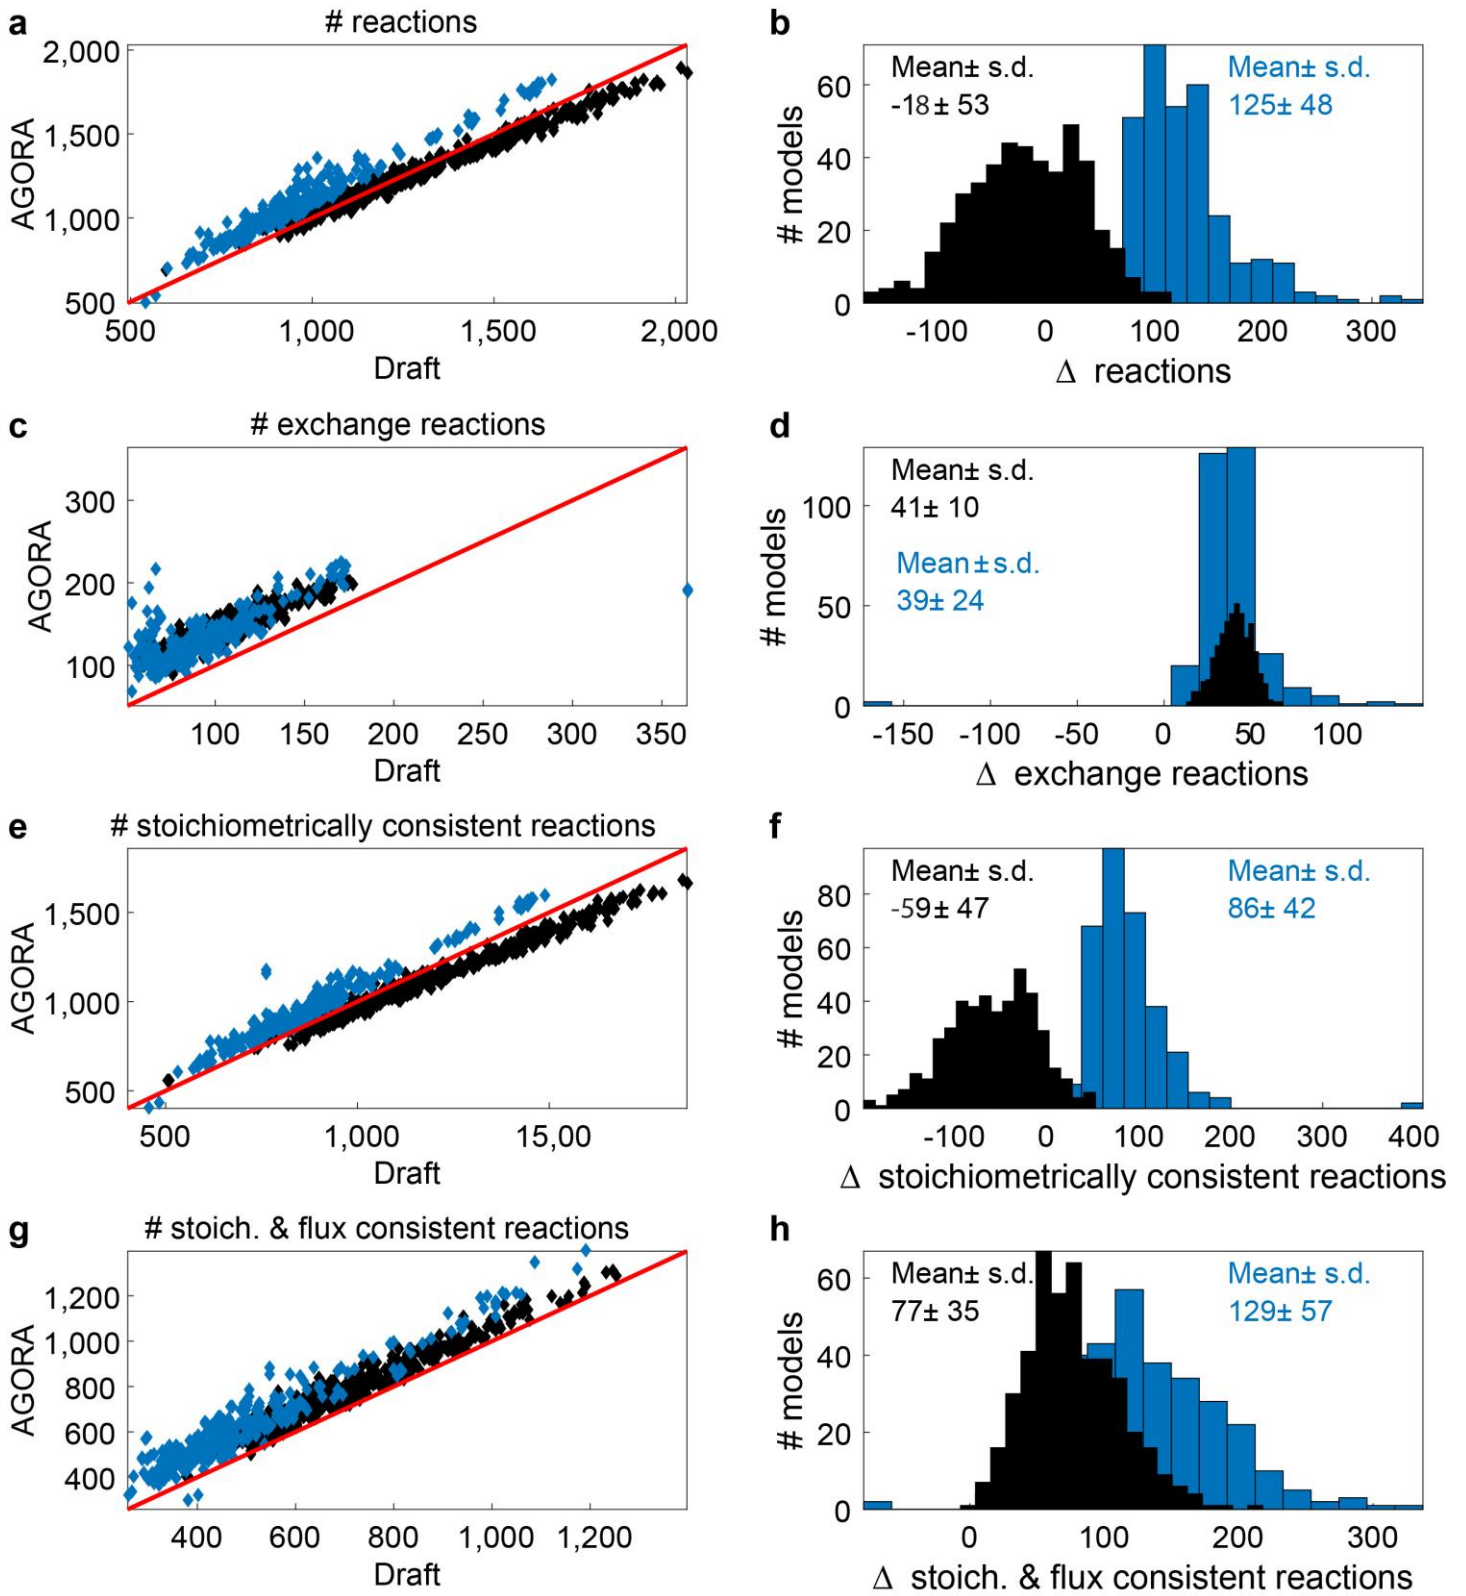 a
# reactions
2,000
1,500
1,000
500
AGORA
500 1,000 1,500 2,000
Draft
b
Mean± s.d.
-18± 53
Mean± s.d.
125± 48
60
40
20
0
# models
-100 0 100 200 300
Δ reactions
c
# exchange reactions
300
200
100
AGORA
100 150 200 250 300 350
Draft
d
Mean± s.d.
41± 10
Mean±s.d.
39± 24
100
50
0
# models
-150 -100 -50 0 50 100
Δ exchange reactions
e
# stoichiometrically consistent reactions
1,500
1,000
500
AGORA
500 1,000 15,00
Draft
f
Mean± s.d.
-59± 47
Mean± s.d.
86± 42
80
60
40
20
0
# models
-100 0 100 200 300 400
Δ stoichiometrically consistent reactions
g
# stoich. & flux consistent reactions
1,200
1,000
800
600
400
AGORA
400 600 800 1,000 1,200
Draft
h
Mean± s.d.
77± 35
Mean± s.d.
129± 57
60
40
20
0
# models
0 100 200 300
Δ stoich. & flux consistent reactions